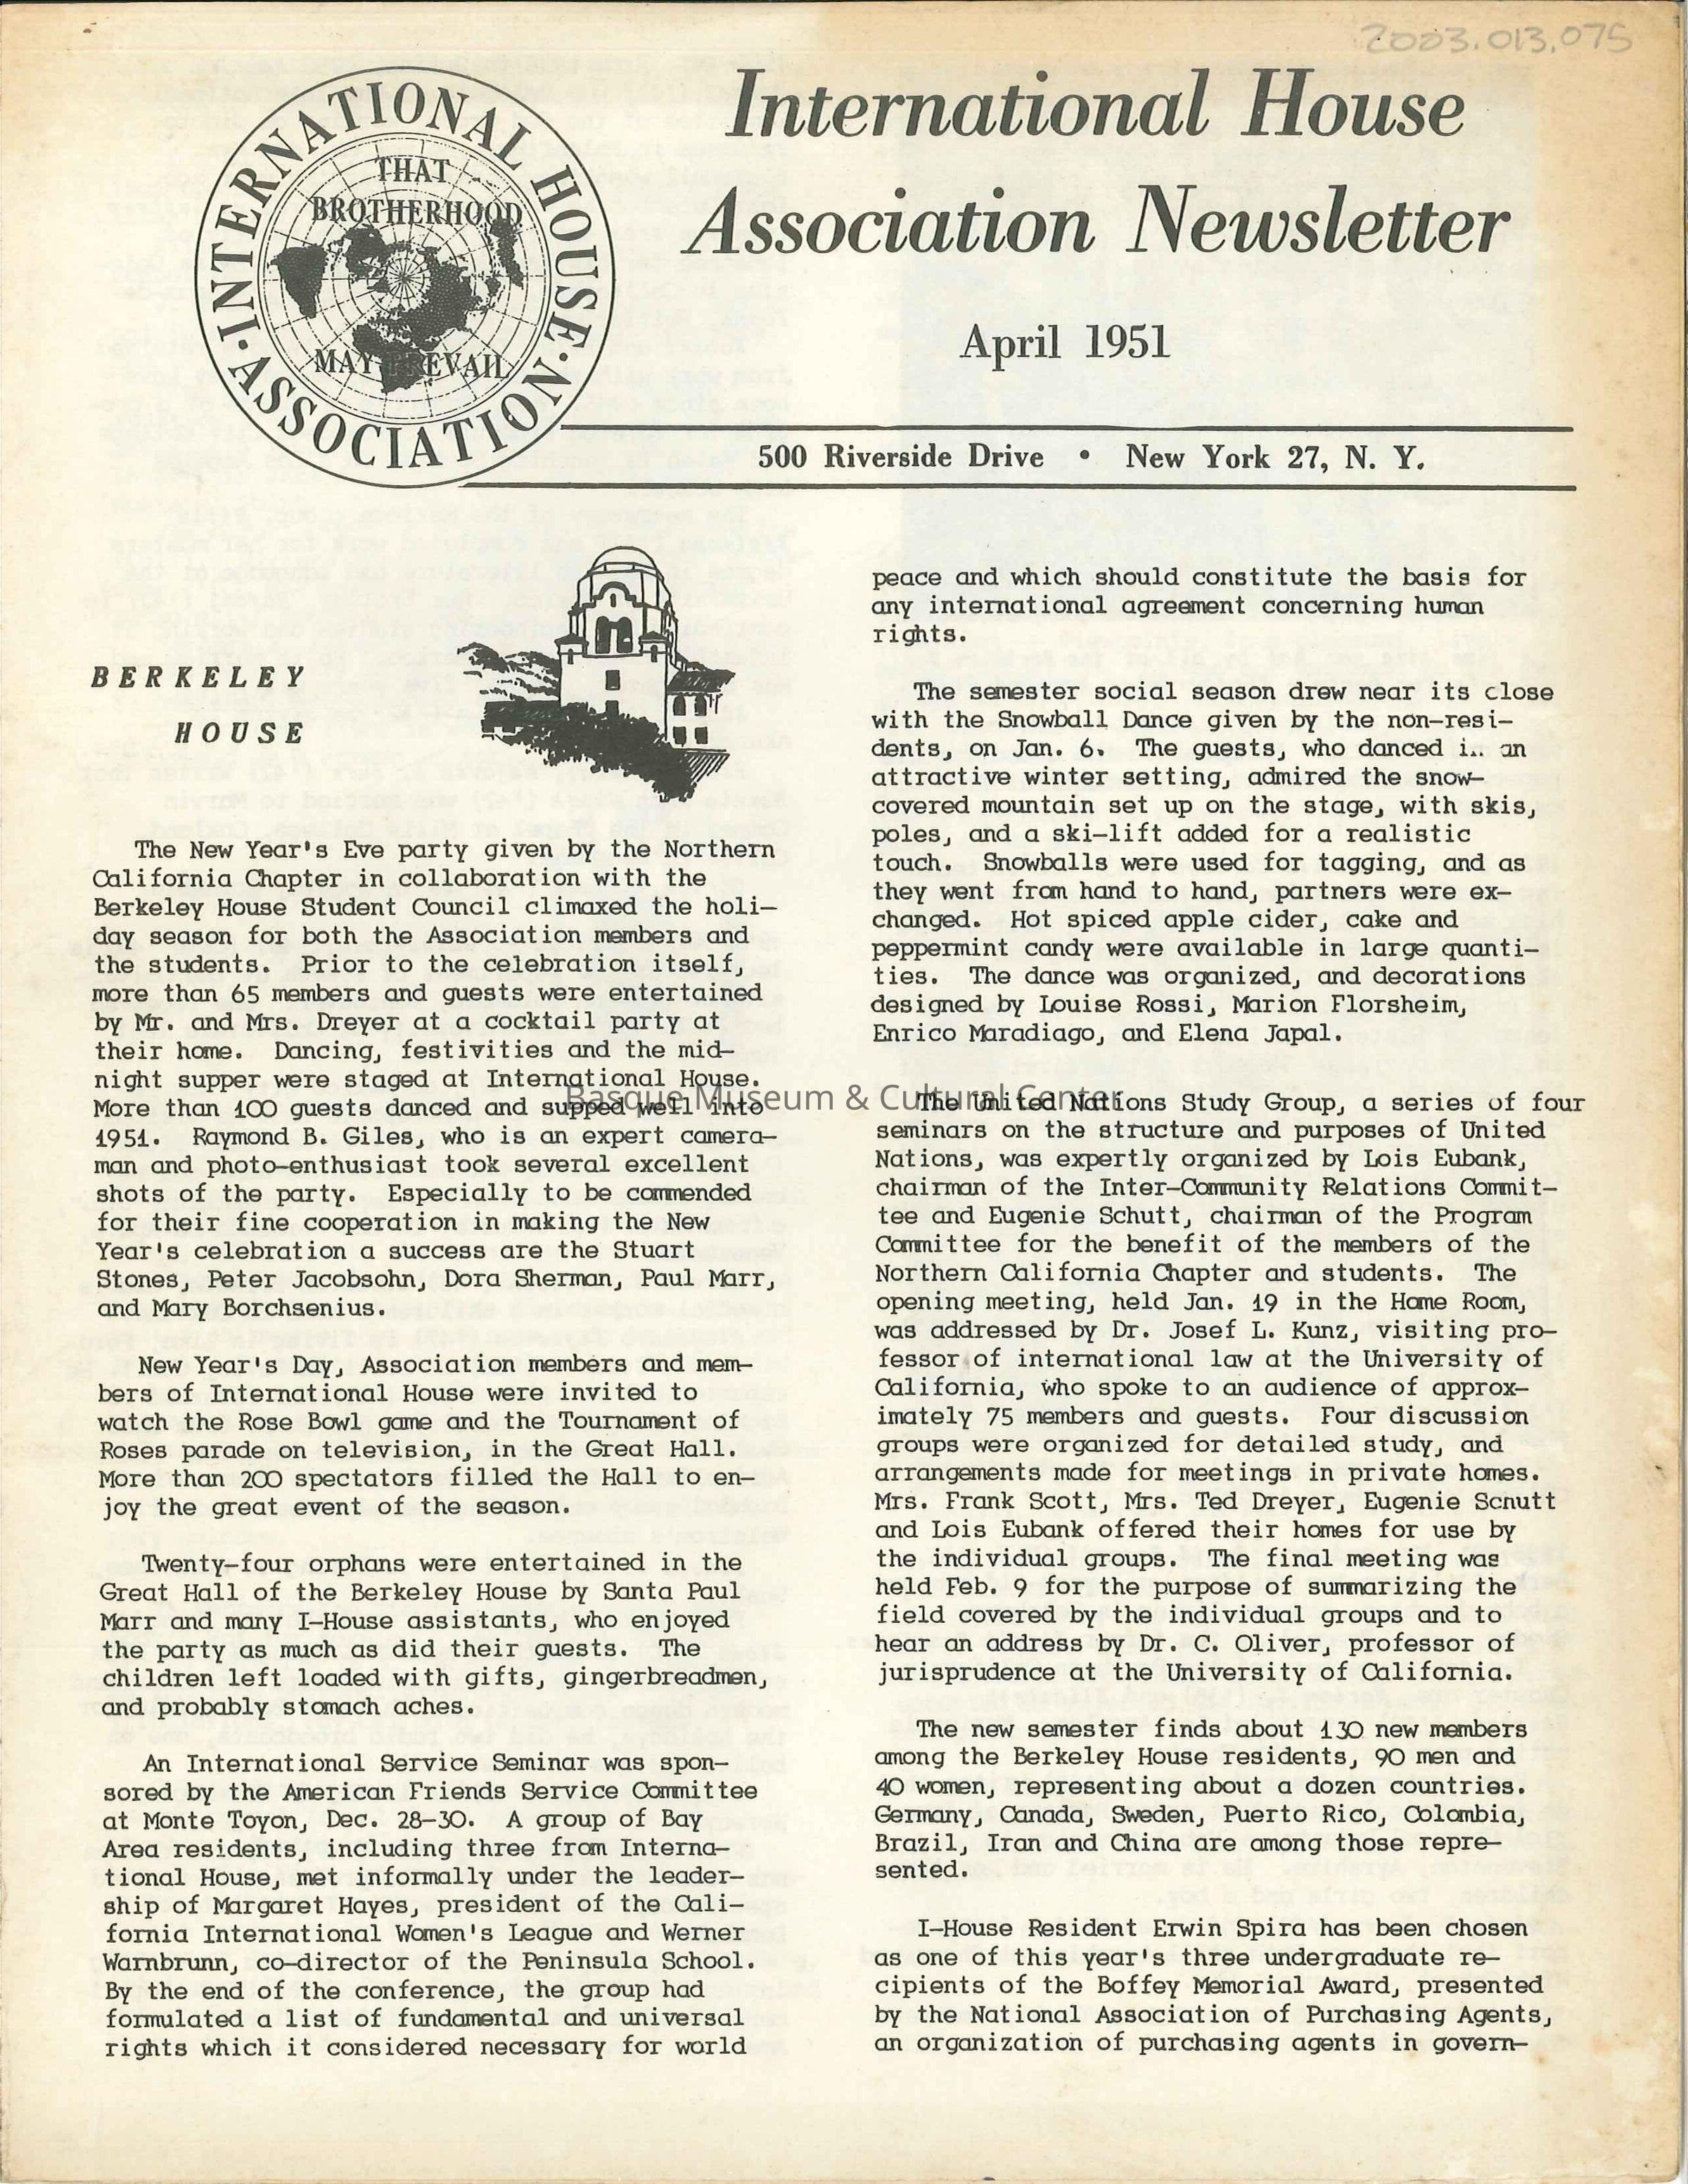 2003.013.075
INTERNATIONAL HOUSE · ASSOCIATION ·
THAT
BROTHERHOOD
MAY PREVAIL
International House
Association Newsletter
April 1951
500 Riverside Drive • New York 27, N. Y.
BERKELEY
HOUSE
The New Year's Eve party given by the Northern
California Chapter in collaboration with the
Berkeley House Student Council climaxed the holi-
day season for both the Association members and
the students. Prior to the celebration itself,
more than 65 members and guests were entertained
by Mr. and Mrs. Dreyer at a cocktail party at
their home. Dancing, festivities and the mid-
night supper were staged at International House.
More than 100 guests danced and supped well into
1951. Raymond B. Giles, who is an expert camera-
man and photo-enthusiast took several excellent
shots of the party. Especially to be commended
for their fine cooperation in making the New
Year's celebration a success are the Stuart
Stones, Peter Jacobsohn, Dora Sherman, Paul Marr,
and Mary Borchsenius.
New Year's Day, Association members and mem-
bers of International House were invited to
watch the Rose Bowl game and the Tournament of
Roses parade on television, in the Great Hall.
More than 200 spectators filled the Hall to en-
joy the great event of the season.
Twenty-four orphans were entertained in the
Great Hall of the Berkeley House by Santa Paul
Marr and many I-House assistants, who enjoyed
the party as much as did their guests. The
children left loaded with gifts, gingerbreadmen,
and probably stomach aches.
An International Service Seminar was spon-
sored by the American Friends Service Committee
at Monte Toyon, Dec. 28-30. A group of Bay
Area residents, including three from Interna-
tional House, met informally under the leader-
ship of Margaret Hayes, president of the Cali-
fornia International Women's League and Werner
Warnbrunn, co-director of the Peninsula School.
By the end of the conference, the group had
formulated a list of fundamental and universal
rights which it considered necessary for world
peace and which should constitute the basis for
any international agreement concerning human
rights.
The semester social season drew near its close
with the Snowball Dance given by the non-resi-
dents, on Jan. 6. The guests, who danced i.. an
attractive winter setting, admired the snow-
covered mountain set up on the stage, with skis,
poles, and a ski-lift added for a realistic
touch. Snowballs were used for tagging, and as
they went from hand to hand, partners were ex-
changed. Hot spiced apple cider, cake and
peppermint candy were available in large quanti-
ties. The dance was organized, and decorations
designed by Louise Rossi, Marion Florsheim,
Enrico Maradiago, and Elena Japal.
Basque Museum & Cultural Center
The United Nations Study Group, a series of four
seminars on the structure and purposes of United
Nations, was expertly organized by Lois Eubank,
chairman of the Inter-Community Relations Commit-
tee and Eugenie Schutt, chairman of the Program
Committee for the benefit of the members of the
Northern California Chapter and students. The
opening meeting, held Jan. 19 in the Home Room,
was addressed by Dr. Josef L. Kunz, visiting pro-
fessor of international law at the University of
California, who spoke to an audience of approx-
imately 75 members and guests. Four discussion
groups were organized for detailed study, and
arrangements made for meetings in private homes.
Mrs. Frank Scott, Mrs. Ted Dreyer, Eugenie Schutt
and Lois Eubank offered their homes for use by
the individual groups. The final meeting was
held Feb. 9 for the purpose of summarizing the
field covered by the individual groups and to
hear an address by Dr. C. Oliver, professor of
jurisprudence at the University of California.
The new semester finds about 130 new members
among the Berkeley House residents, 90 men and
40 women, representing about a dozen countries.
Germany, Canada, Sweden, Puerto Rico, Colombia,
Brazil, Iran and China are among those repre-
sented.
I-House Resident Erwin Spira has been chosen
as one of this year's three undergraduate re-
cipients of the Boffey Memorial Award, presented
by the National Association of Purchasing Agents,
an organization of purchasing agents in govern-